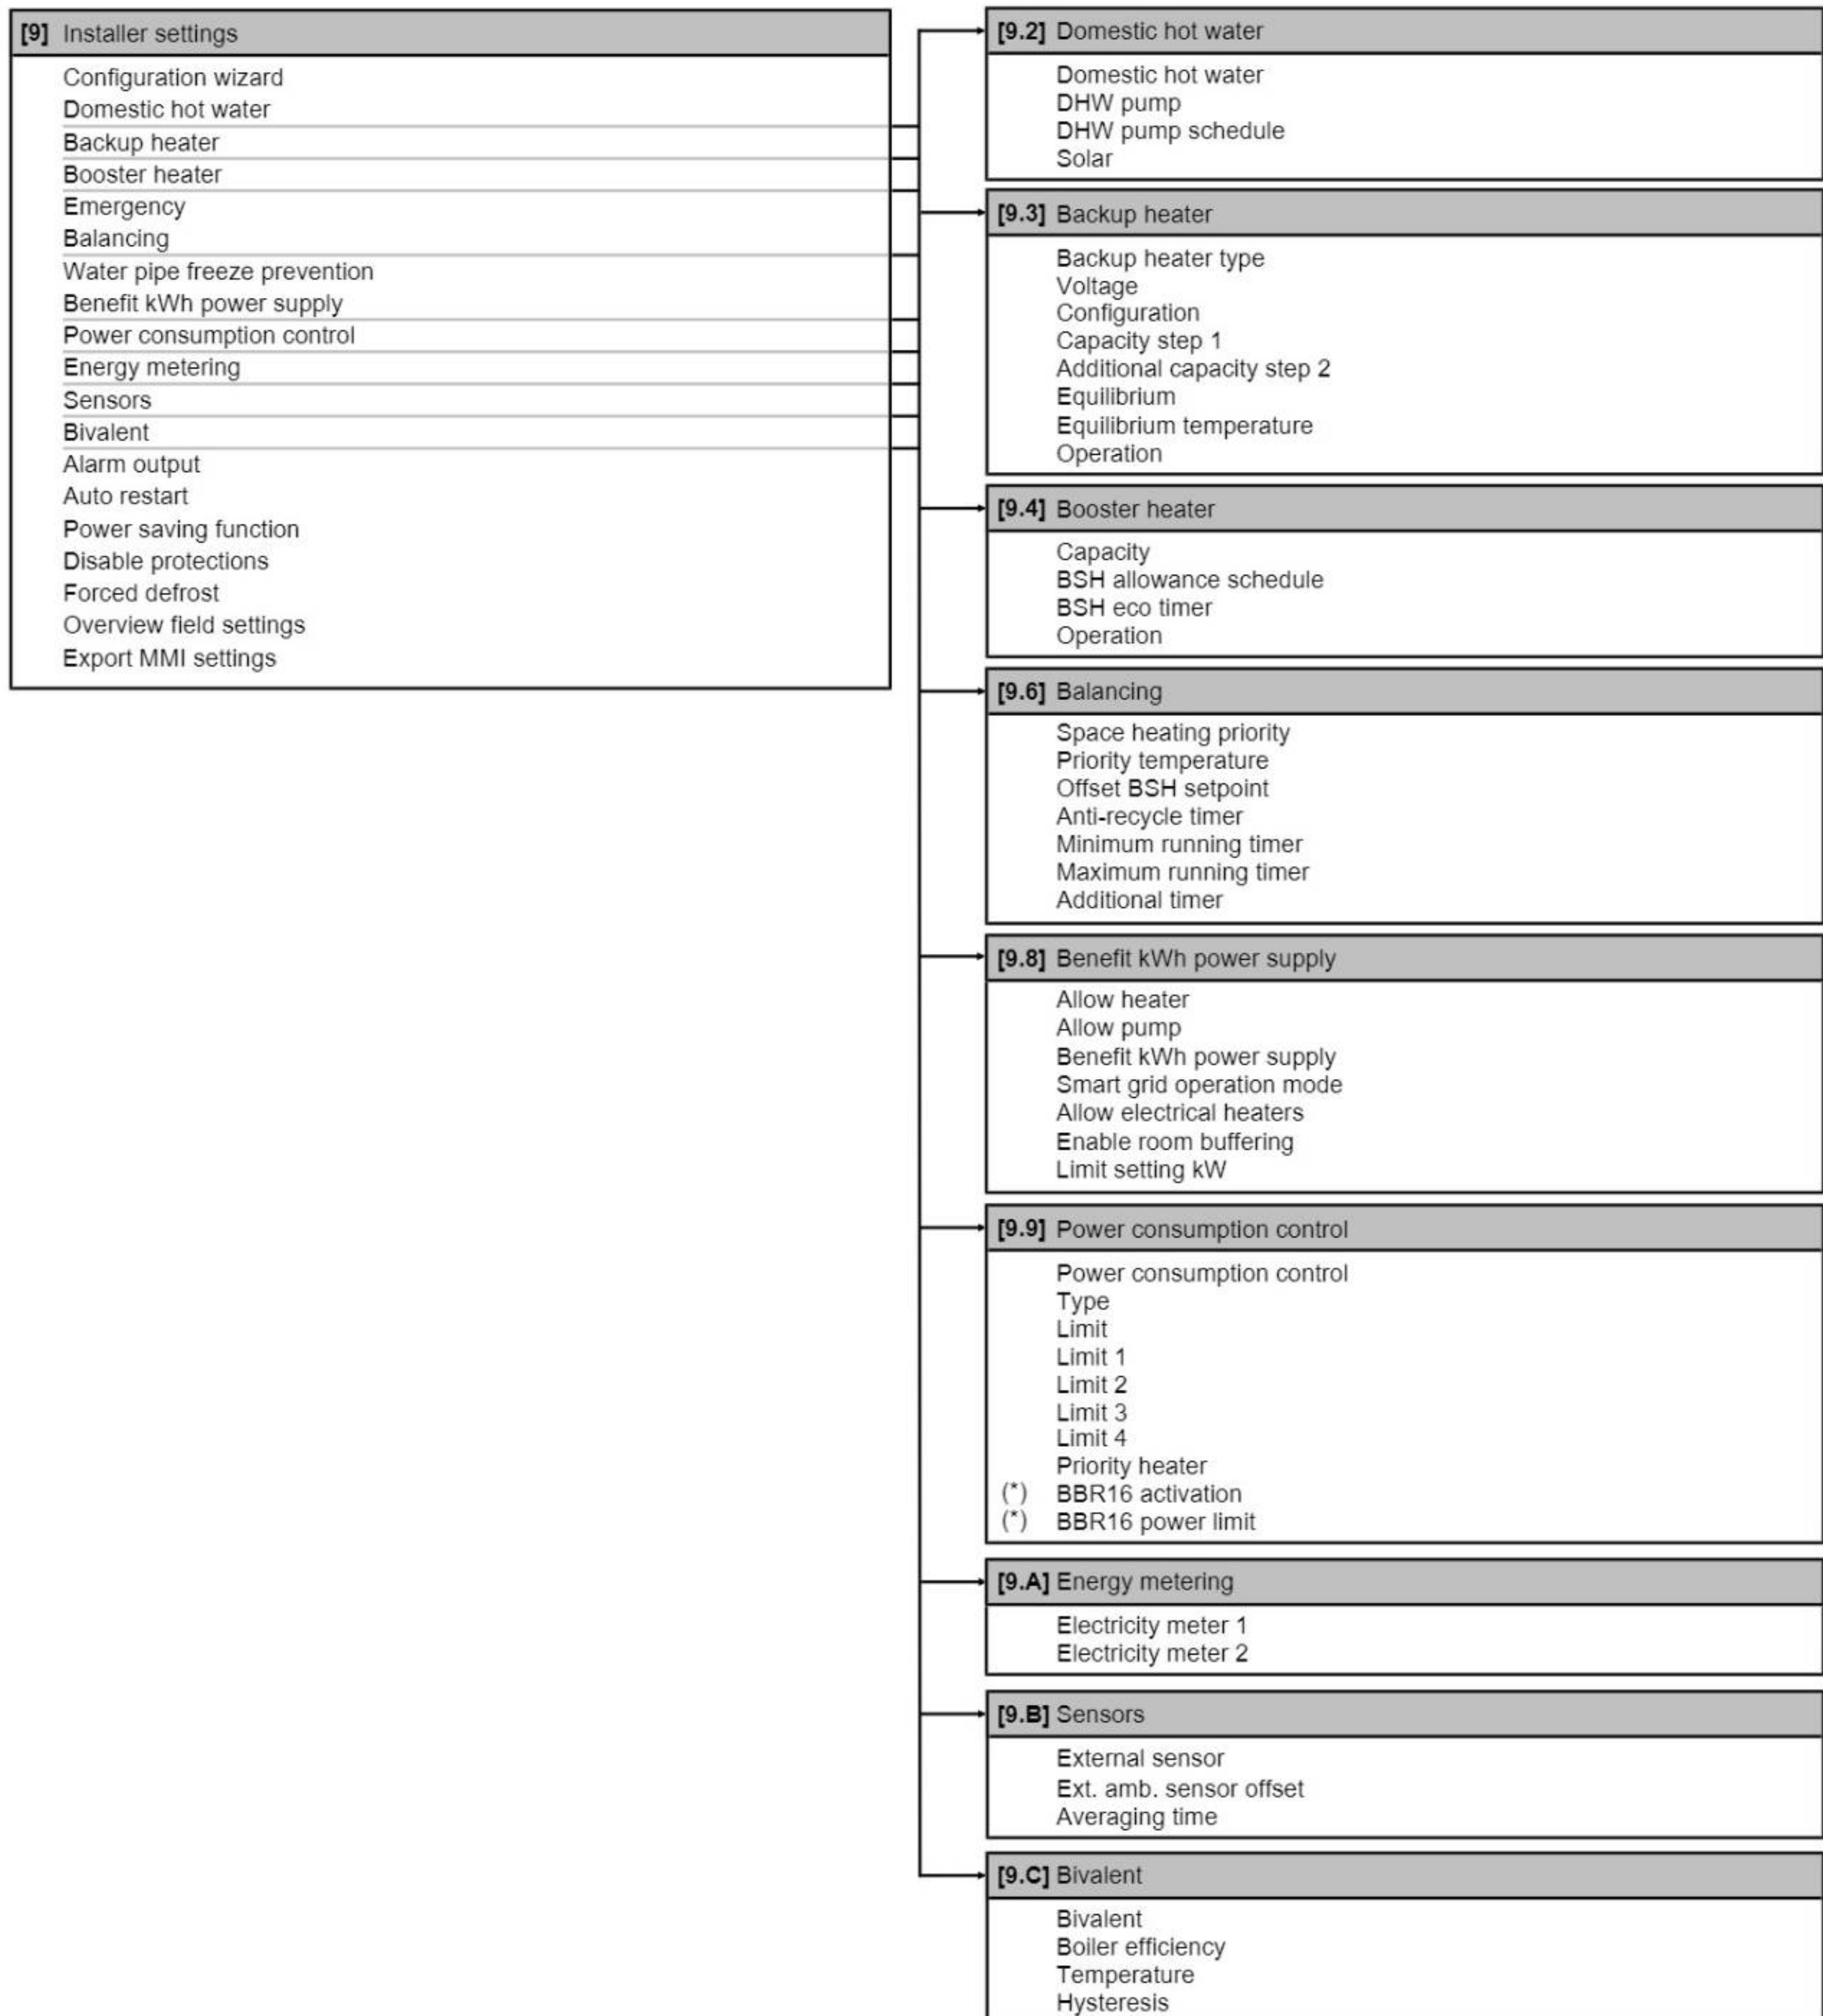 [9] Installer settings
Configuration wizard
Domestic hot water
Backup heater
Booster heater
Emergency
Balancing
Water pipe freeze prevention
Benefit kWh power supply
Power consumption control
Energy metering
Sensors
Bivalent
Alarm output
Auto restart
Power saving function
Disable protections
Forced defrost
Overview field settings
Export MMI settings
[9.2] Domestic hot water
Domestic hot water
DHW pump
DHW pump schedule
Solar
[9.3] Backup heater
Backup heater type
Voltage
Configuration
Capacity step 1
Additional capacity step 2
Equilibrium
Equilibrium temperature
Operation
[9.4] Booster heater
Capacity
BSH allowance schedule
BSH eco timer
Operation
[9.6] Balancing
Space heating priority
Priority temperature
Offset BSH setpoint
Anti-recycle timer
Minimum running timer
Maximum running timer
Additional timer
[9.8] Benefit kWh power supply
Allow heater
Allow pump
Benefit kWh power supply
Smart grid operation mode
Allow electrical heaters
Enable room buffering
Limit setting kW
[9.9] Power consumption control
Power consumption control
Type
Limit
Limit 1
Limit 2
Limit 3
Limit 4
Priority heater
(*) BBR16 activation
(*) BBR16 power limit
[9.A] Energy metering
Electricity meter 1
Electricity meter 2
[9.B] Sensors
External sensor
Ext. amb. sensor offset
Averaging time
[9.C] Bivalent
Bivalent
Boiler efficiency
Temperature
Hysteresis